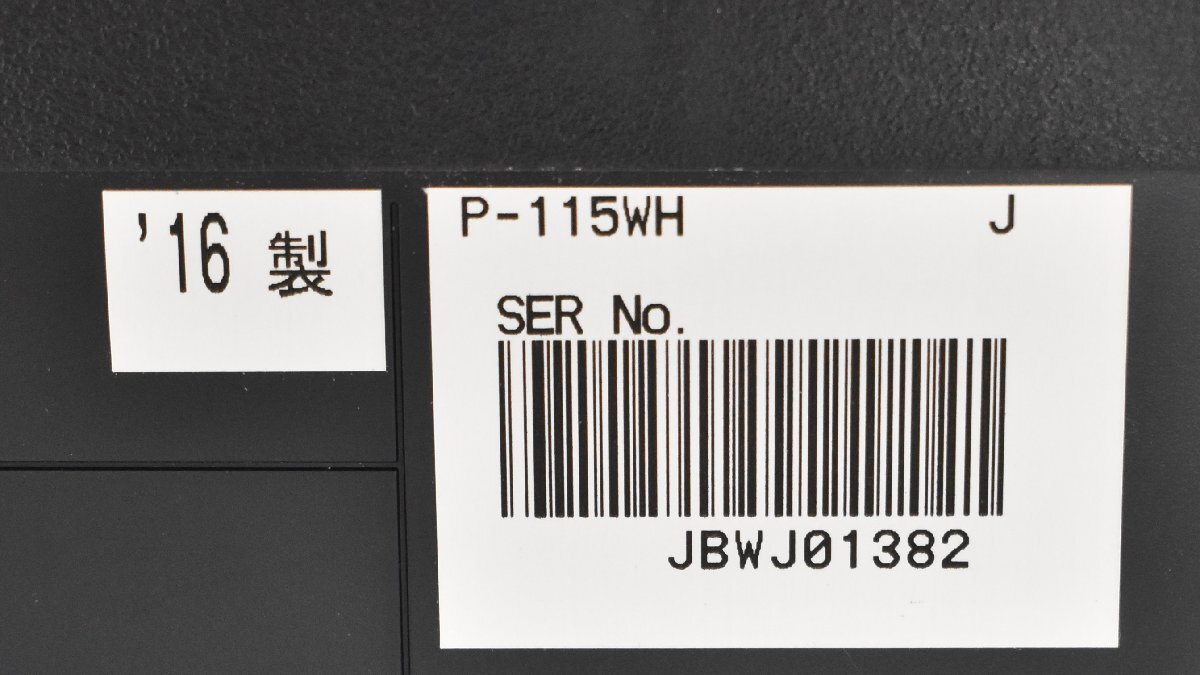 '16 製
P-115WH J
SER No.
JBWJ01382